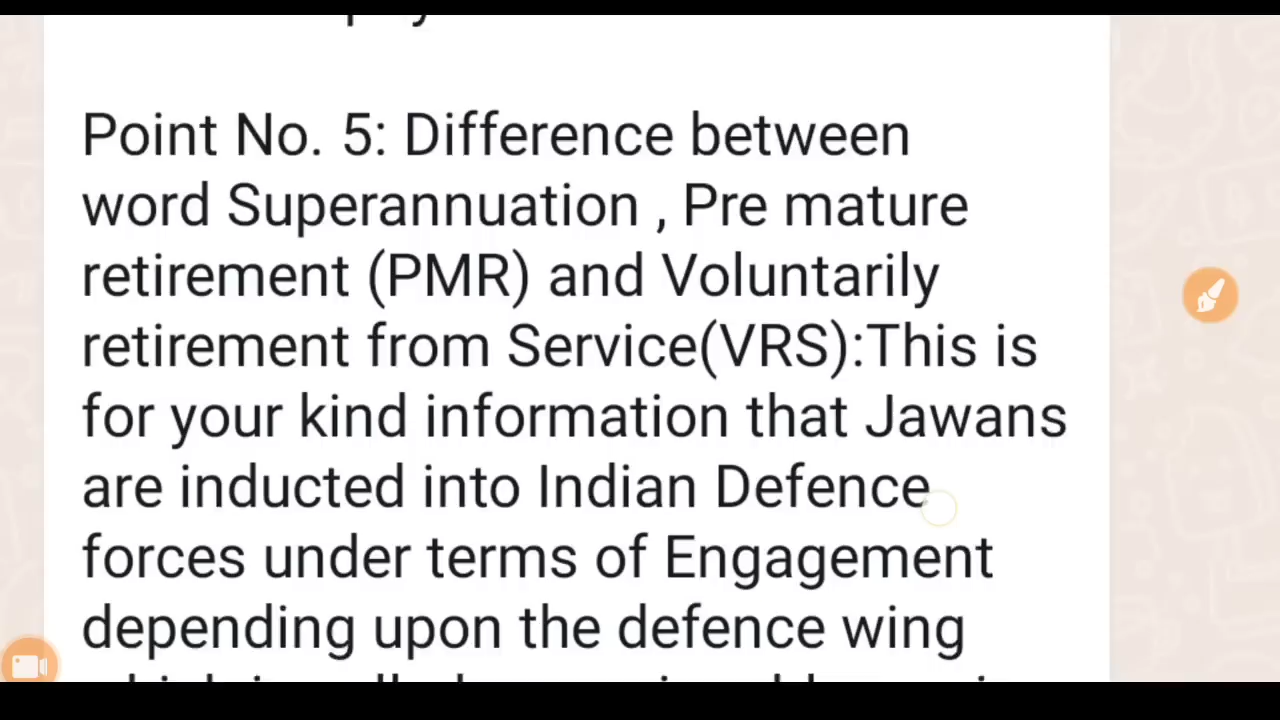 Point No. 5: Difference between
word Superannuation , Pre mature
retirement (PMR) and Voluntarily
retirement from Service(VRS):This is
for your kind information that Jawans
are inducted into Indian Defence
forces under terms of Engagement
depending upon the defence wing